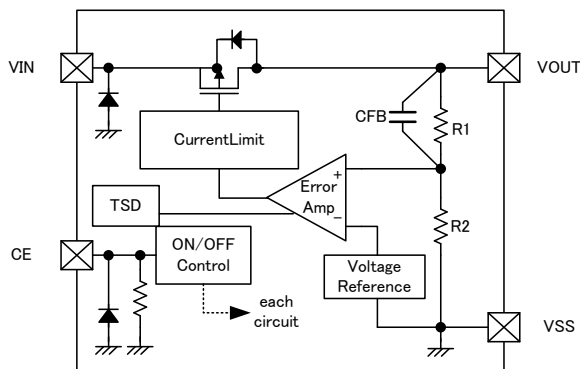 VIN
VOUT
CurrentLimit
CFB
R1
Error
Amp
+
-
TSD
R2
CE
ON/OFF
Control
Voltage
Reference
each
circuit
VSS